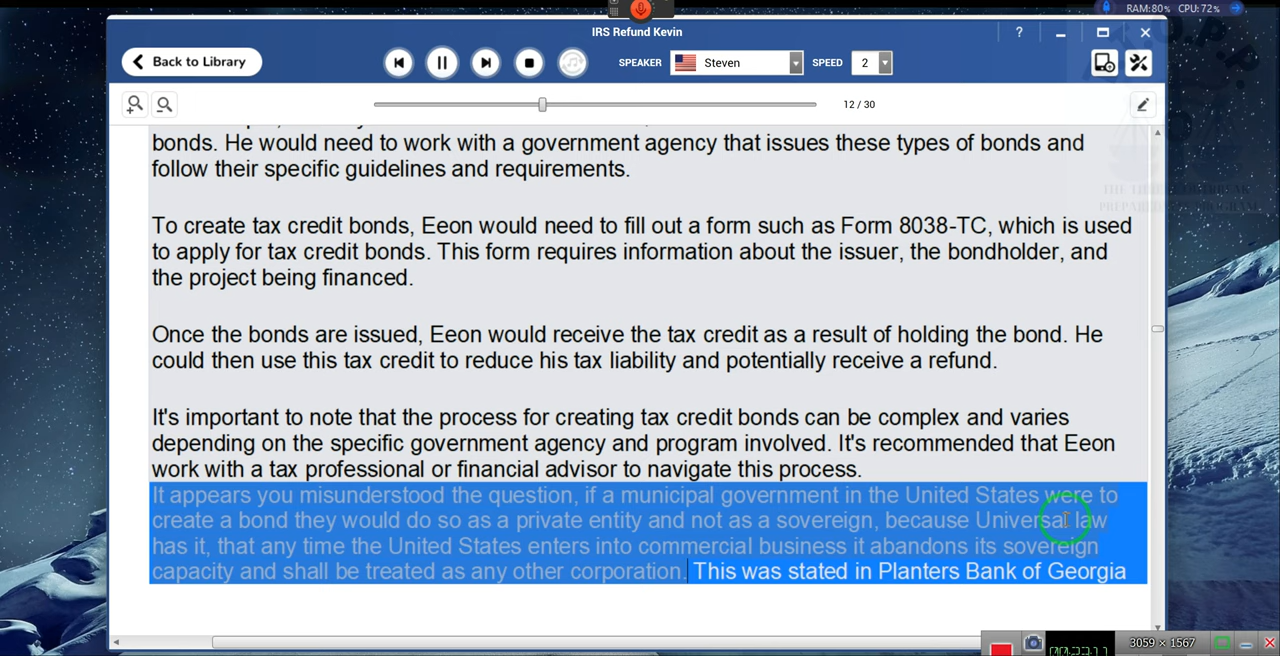 RAM:80% CPU:72%
IRS Refund Kevin
?
Back to Library
SPEAKER
Steven
SPEED
2
12 / 30
bonds. He would need to work with a government agency that issues these types of bonds and
follow their specific guidelines and requirements.
To create tax credit bonds, Eeon would need to fill out a form such as Form 8038-TC, which is used
to apply for tax credit bonds. This form requires information about the issuer, the bondholder, and
the project being financed.
Once the bonds are issued, Eeon would receive the tax credit as a result of holding the bond. He
could then use this tax credit to reduce his tax liability and potentially receive a refund.
It's important to note that the process for creating tax credit bonds can be complex and varies
depending on the specific government agency and program involved. It's recommended that Eeon
work with a tax professional or financial advisor to navigate this process.
It appears you misunderstood the question, if a municipal government in the United States were to
create a bond they would do so as a private entity and not as a sovereign, because Universal law
has it, that any time the United States enters into commercial business it abandons its sovereign
capacity and shall be treated as any other corporation. This was stated in Planters Bank of Georgia
3059 × 1567